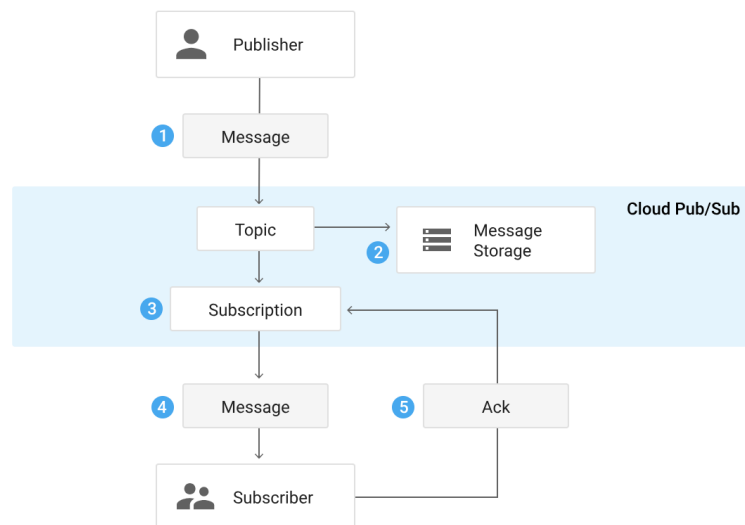 Publisher
1
Message
Cloud Pub/Sub
Topic
2
Message
Storage
3
Subscription
4
Message
5
Ack
Subscriber